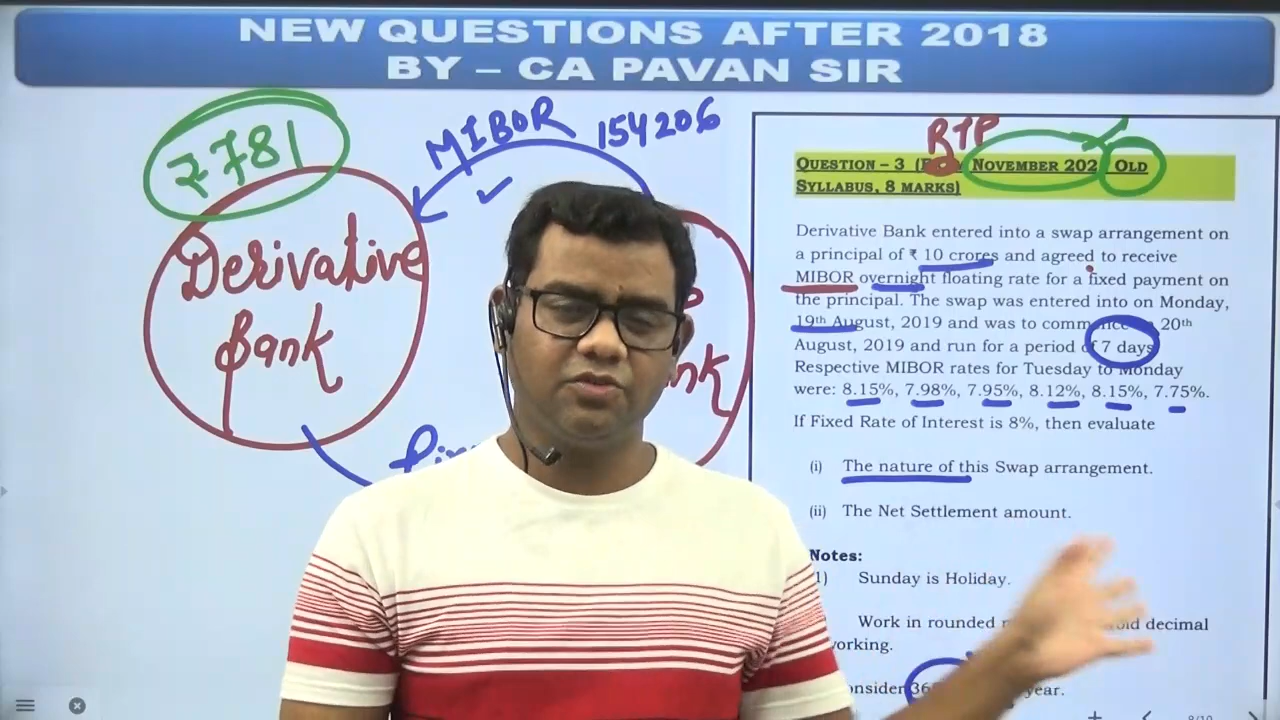 NEW QUESTIONS AFTER 2018
BY – CA PAVAN SIR
₹ 781
MIBOR 154206
Derivative
Bank
RTP
QUESTION – 3 ( NOVEMBER 202 OLD
SYLLABUS, 8 MARKS)
Derivative Bank entered into a swap arrangement on
a principal of ₹ 10 crores and agreed to receive
MIBOR overnight floating rate for a fixed payment on
the principal. The swap was entered into on Monday,
19th August, 2019 and was to commence 20th
August, 2019 and run for a period of 7 days
Respective MIBOR rates for Tuesday to Monday
were: 8.15%, 7.98%, 7.95%, 8.12%, 8.15%, 7.75%.
If Fixed Rate of Interest is 8%, then evaluate
(i) The nature of this Swap arrangement.
(ii) The Net Settlement amount.
Notes:
1) Sunday is Holiday.
Work in rounded decimal
working.
36 year.